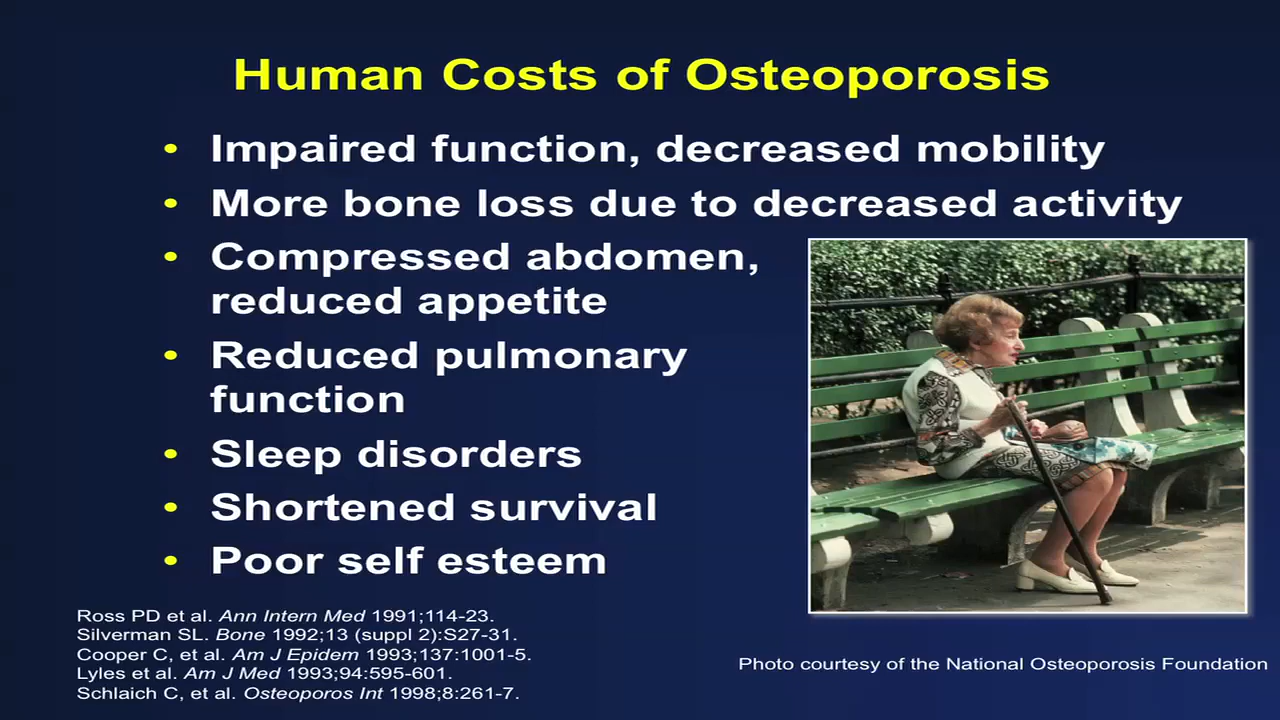 Human Costs of Osteoporosis
• Impaired function, decreased mobility
• More bone loss due to decreased activity
• Compressed abdomen,
reduced appetite
• Reduced pulmonary
function
• Sleep disorders
• Shortened survival
• Poor self esteem
Ross PD et al. Ann Intern Med 1991;114-23.
Silverman SL. Bone 1992;13 (suppl 2):S27-31.
Cooper C, et al. Am J Epidem 1993;137:1001-5.
Lyles et al. Am J Med 1993;94:595-601.
Schlaich C, et al. Osteoporos Int 1998;8:261-7.
Photo courtesy of the National Osteoporosis Foundation